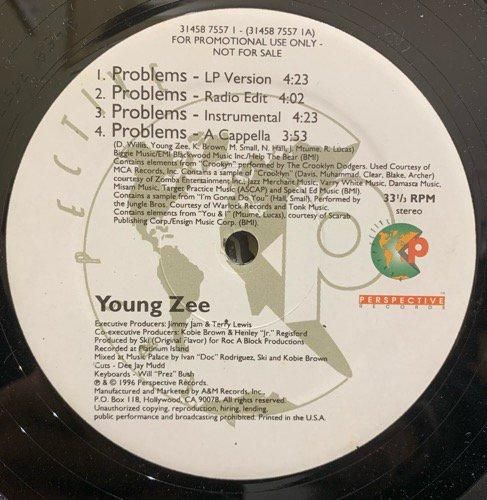 31458 7557 1 - (31458 7557 1A)
FOR PROMOTIONAL USE ONLY -
NOT FOR SALE
1. Problems - LP Version 4:23
2. Problems - Radio Edit 4:02
3. Problems - Instrumental 4:23
4. Problems - A Cappella 3:53
(D. Willis, Young Zee, K. Brown, M. Small, N. Hall, J. Mtume, R. Lucas)
Biggie Music/EMI Blackwood Music Inc./Help The Bear (BMI)
Contains elements from "Crooklyn" performed by The Crooklyn Dodgers. Used Courtesy of
MCA Records, Inc. Contains a sample of "Crooklyn" (Davis, Muhamad, Clear, Blake, Archer)
courtesy of Zomba Entertainment, Inc./Jazz Merchant Music, Varry White Music, Damasta Music,
Misam Music, Target Practice Music (ASCAP) and Special Ed Music (BMI).
Contains a sample from "I'm Gonna Do You" (Hall, Small), Performed by
the Jungle Bros. Courtesy of Warlock Records and Tonk Music.
Contains elements from "You & I" (Mtume, Lucas), courtesy of Scarab
Publishing Corp./Ensign Music Corp. (BMI).
33 1/3 RPM
stereo
PERSPECTIVE
RECORDS
Young Zee
Executive Producers: Jimmy Jam & Terry Lewis
Co-executive Producers: Kobie Brown & Henley "Jr." Regisford
Produced by Ski (Original Flavor) for Roc A Block Productions
Recorded at Platinum Island
Mixed at Music Palace by Ivan "Doc" Rodriguez, Ski and Kobie Brown
Cuts - Dee Jay Mudd
Keyboards - Will "Prez" Bush
℗ & © 1996 Perspective Records.
Manufactured and Marketed by A&M Records, Inc.,
P.O. Box 118, Hollywood, CA 90078. All rights reserved.
Unauthorized copying, reproduction, hiring, lending,
public performance and broadcasting prohibited. Printed in the U.S.A.